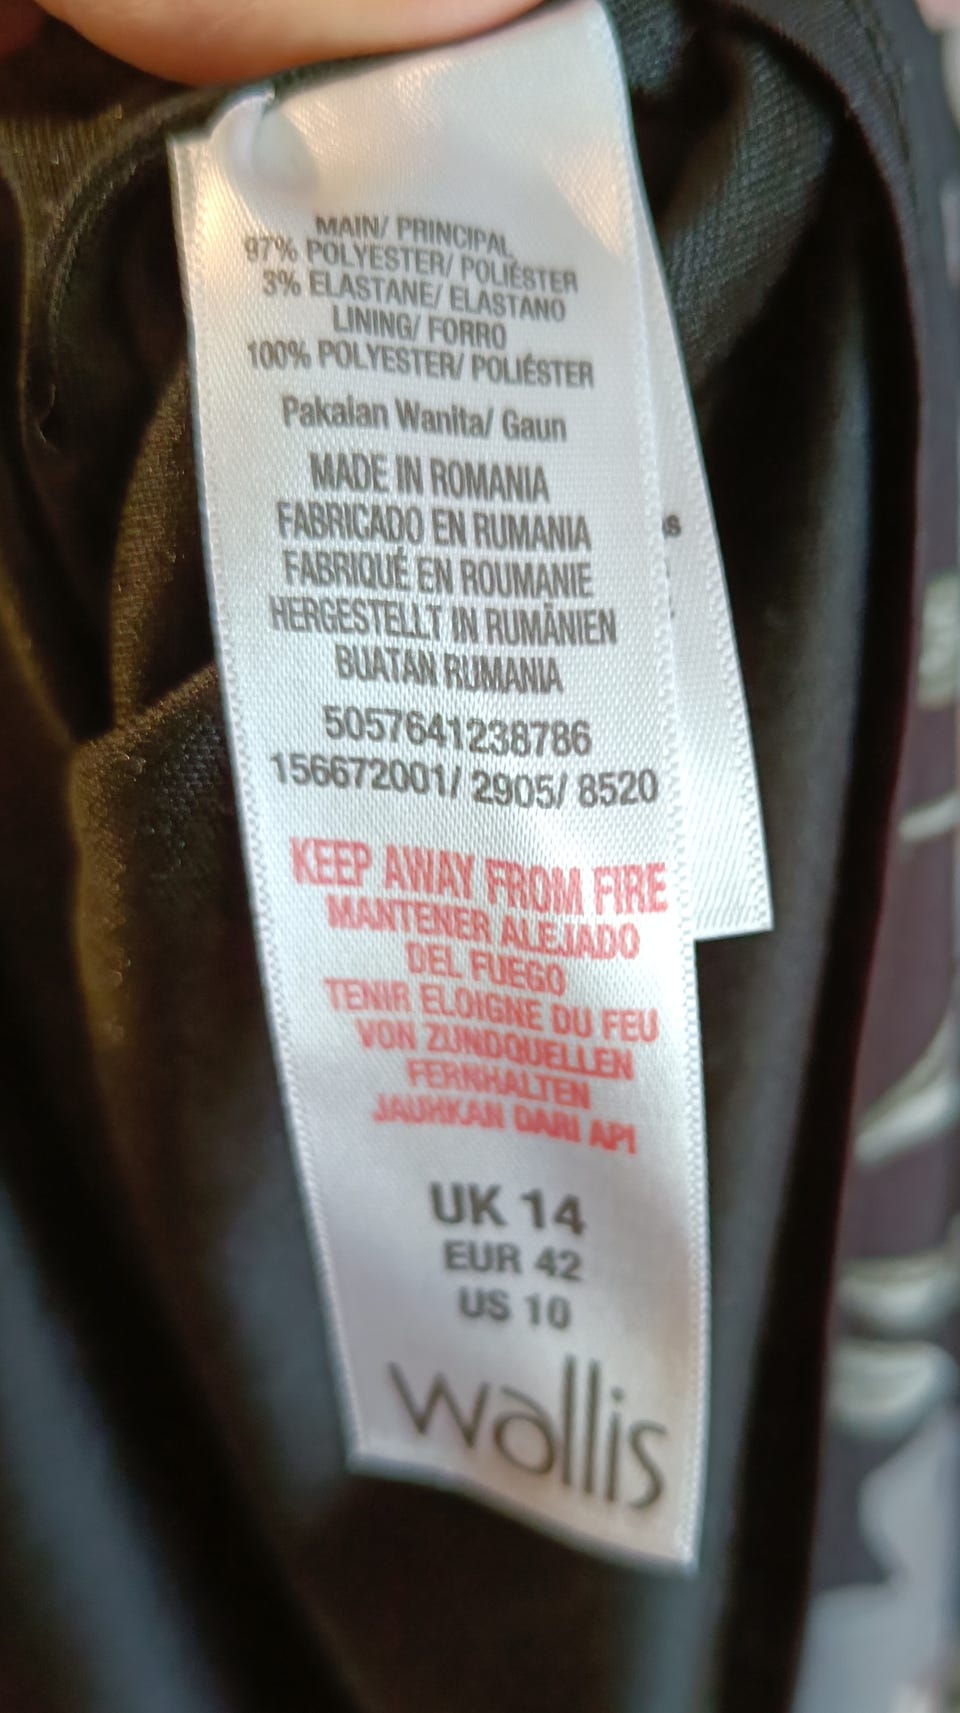 MAIN/ PRINCIPAL
97% POLYESTER/ POLIÉSTER
3% ELASTANE/ ELASTANO
LINING/ FORRO
100% POLYESTER/ POLIÉSTER
Pakaian Wanita/ Gaun
MADE IN ROMANIA
FABRICADO EN RUMANIA
FABRIQUÉ EN ROUMANIE
HERGESTELLT IN RUMÄNIEN
BUATAN RUMANIA
5057641238786
156672001/ 2905/ 8520
KEEP AWAY FROM FIRE
MANTENER ALEJADO
DEL FUEGO
TENIR ELOIGNE DU FEU
VON ZUNDQUELLEN
FERNHALTEN
JAUHKAN DARI API
UK 14
EUR 42
US 10
wallis